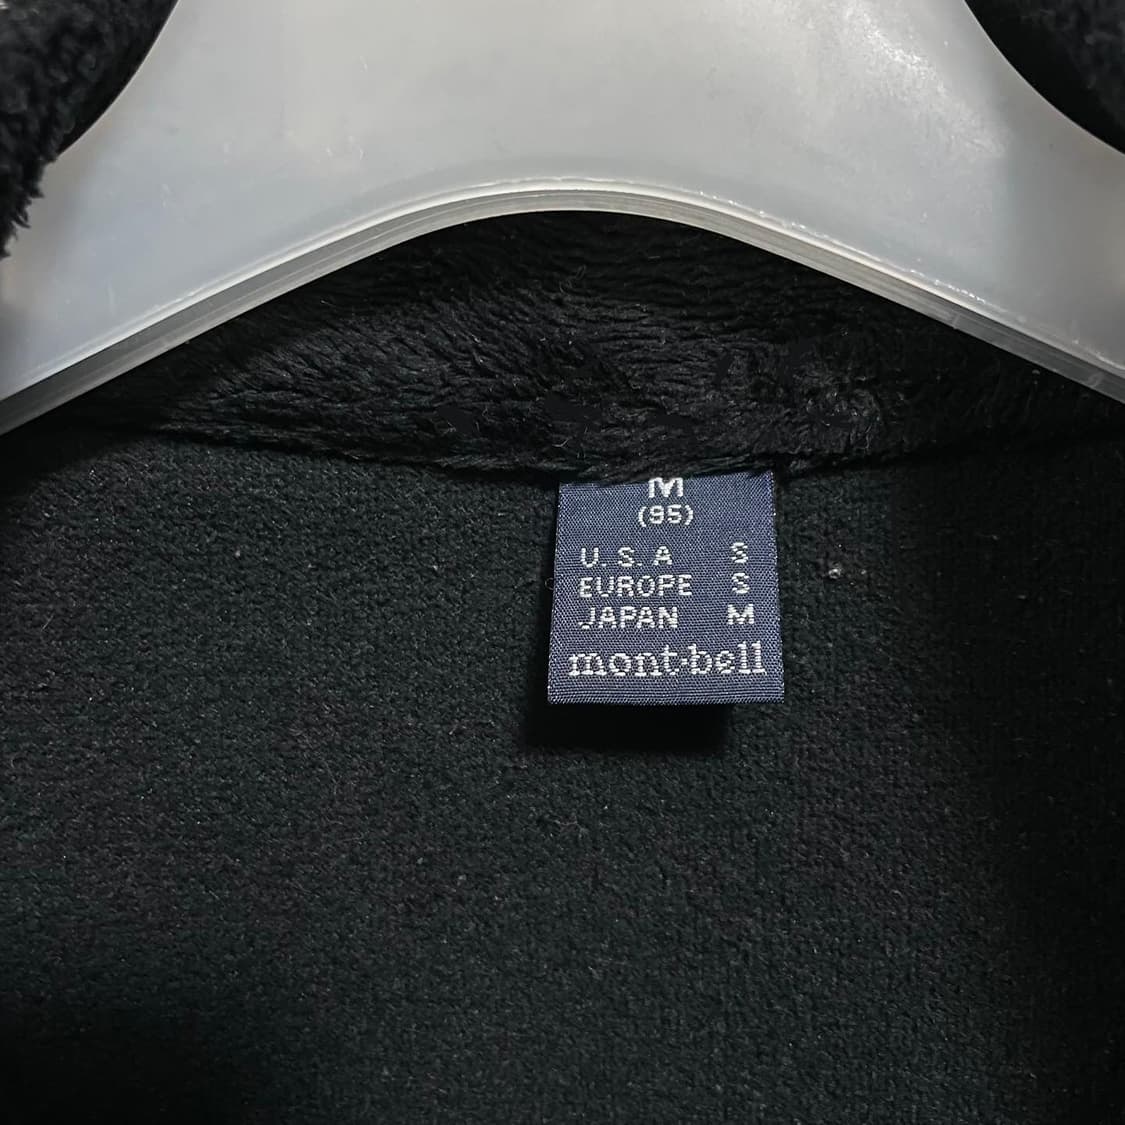 M
(95)
U.S.A S
EUROPE S
JAPAN M
mont-bell